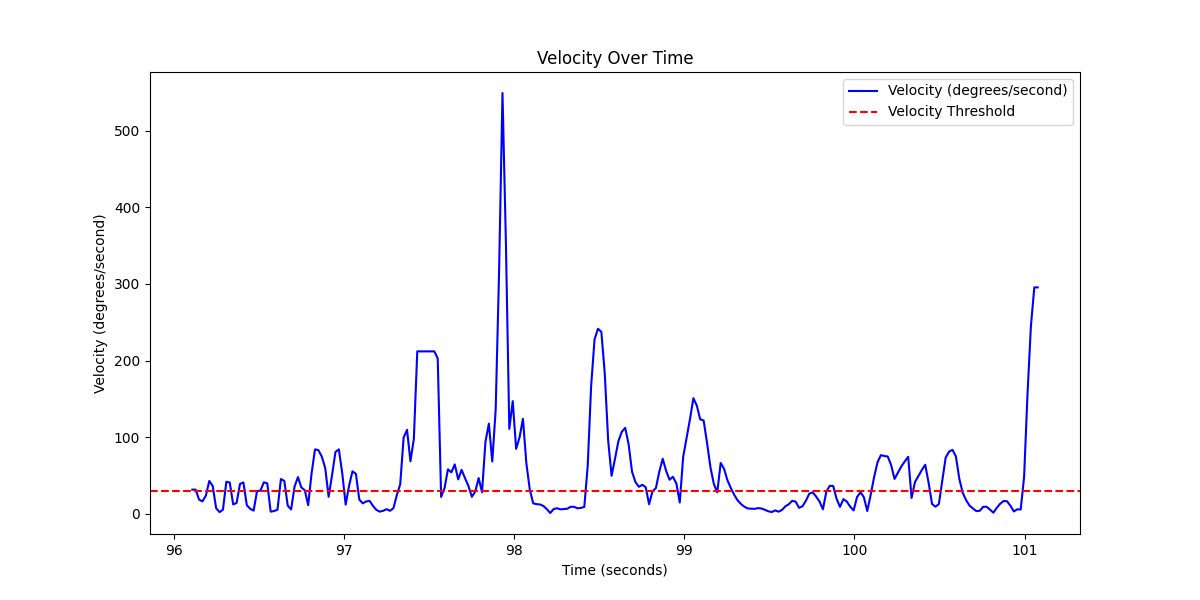 Velocity Over Time
Velocity (degrees/second)
Velocity Threshold
500
400
300
200
100
0
Velocity (degrees/second)
96 97 98 99 100 101
Time (seconds)